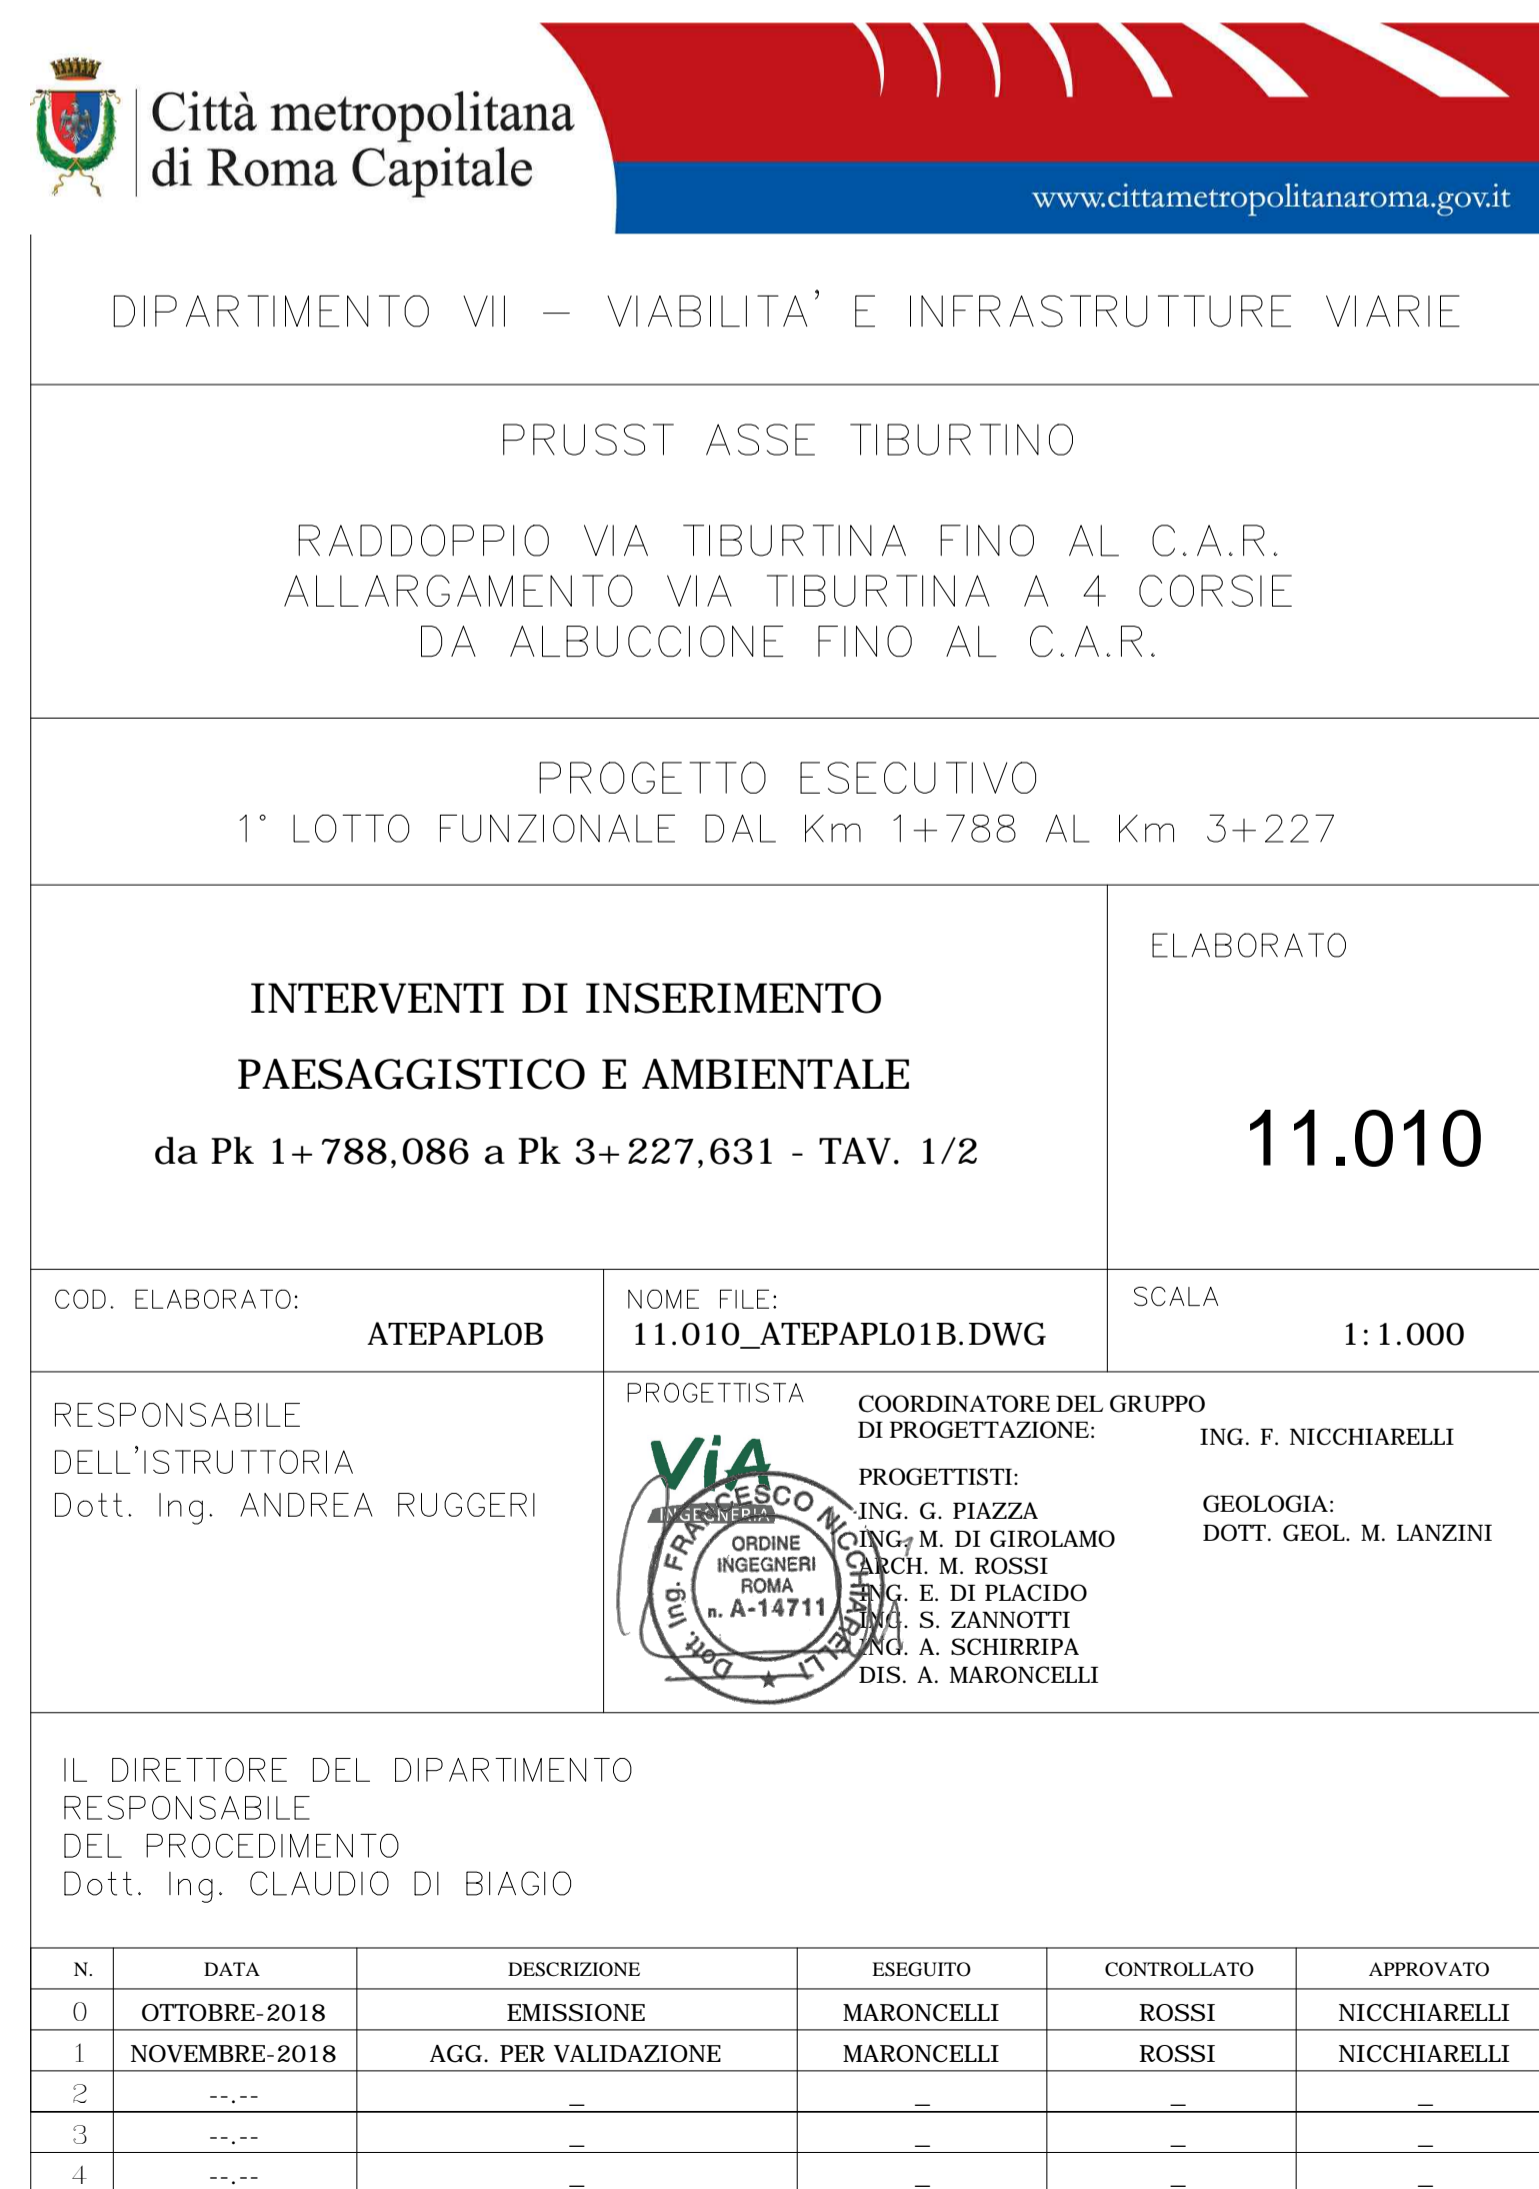 Città metropolitana
di Roma Capitale
www.cittametropolitanaroma.gov.it
DIPARTIMENTO VII – VIABILITA' E INFRASTRUTTURE VIARIE
PRUSST ASSE TIBURTINO
RADDOPPIO VIA TIBURTINA FINO AL C.A.R.
ALLARGAMENTO VIA TIBURTINA A 4 CORSIE
DA ALBUCCIONE FINO AL C.A.R.
PROGETTO ESECUTIVO
1° LOTTO FUNZIONALE DAL Km 1+788 AL Km 3+227
INTERVENTI DI INSERIMENTO
PAESAGGISTICO E AMBIENTALE
da Pk 1+788,086 a Pk 3+227,631 - TAV. 1/2
ELABORATO
11.010
COD. ELABORATO:
ATEPAPL0B
NOME FILE:
11.010_ATEPAPL01B.DWG
SCALA
1:1.000
RESPONSABILE
DELL'ISTRUTTORIA
Dott. Ing. ANDREA RUGGERI
PROGETTISTA
ViA
INGEGNERIA
Dott. Ing. FRANCESCO NICCHIARELLI
ORDINE
INGEGNERI
ROMA
n. A-14711
COORDINATORE DEL GRUPPO
DI PROGETTAZIONE:
ING. F. NICCHIARELLI
PROGETTISTI:
ING. G. PIAZZA
ING. M. DI GIROLAMO
ARCH. M. ROSSI
ING. E. DI PLACIDO
ING. S. ZANNOTTI
ING. A. SCHIRRIPA
DIS. A. MARONCELLI
GEOLOGIA:
DOTT. GEOL. M. LANZINI
IL DIRETTORE DEL DIPARTIMENTO
RESPONSABILE
DEL PROCEDIMENTO
Dott. Ing. CLAUDIO DI BIAGIO
N. DATA DESCRIZIONE ESEGUITO CONTROLLATO APPROVATO
0 OTTOBRE-2018 EMISSIONE MARONCELLI ROSSI NICCHIARELLI
1 NOVEMBRE-2018 AGG. PER VALIDAZIONE MARONCELLI ROSSI NICCHIARELLI
2 --.-- _ _ _ _
3 --.-- _ _ _ _
4 --.-- _ _ _ _